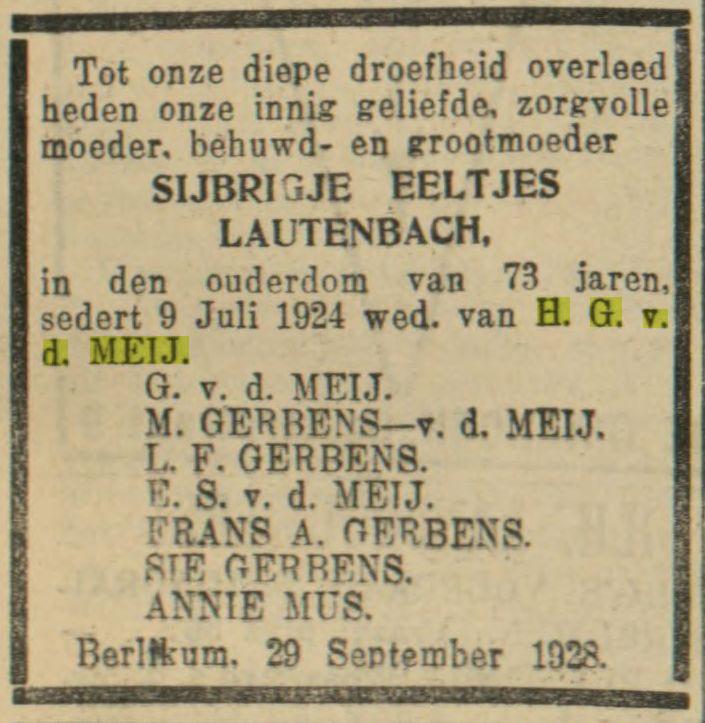 Tot onze diepe droefheid overleed
heden onze innig geliefde, zorgvolle
moeder, behuwd- en grootmoeder
SIJBRIGJE EELTJES
LAUTENBACH,
in den ouderdom van 73 jaren,
sedert 9 Juli 1924 wed. van H. G. v.
d. MEIJ.
G. v. d. MEIJ.
M. GERBENS—v. d. MEIJ.
L. F. GERBENS.
E. S. v. d. MEIJ.
FRANS A. GERBENS.
SIE GERBENS.
ANNIE MUS.
Berlikum, 29 September 1928.